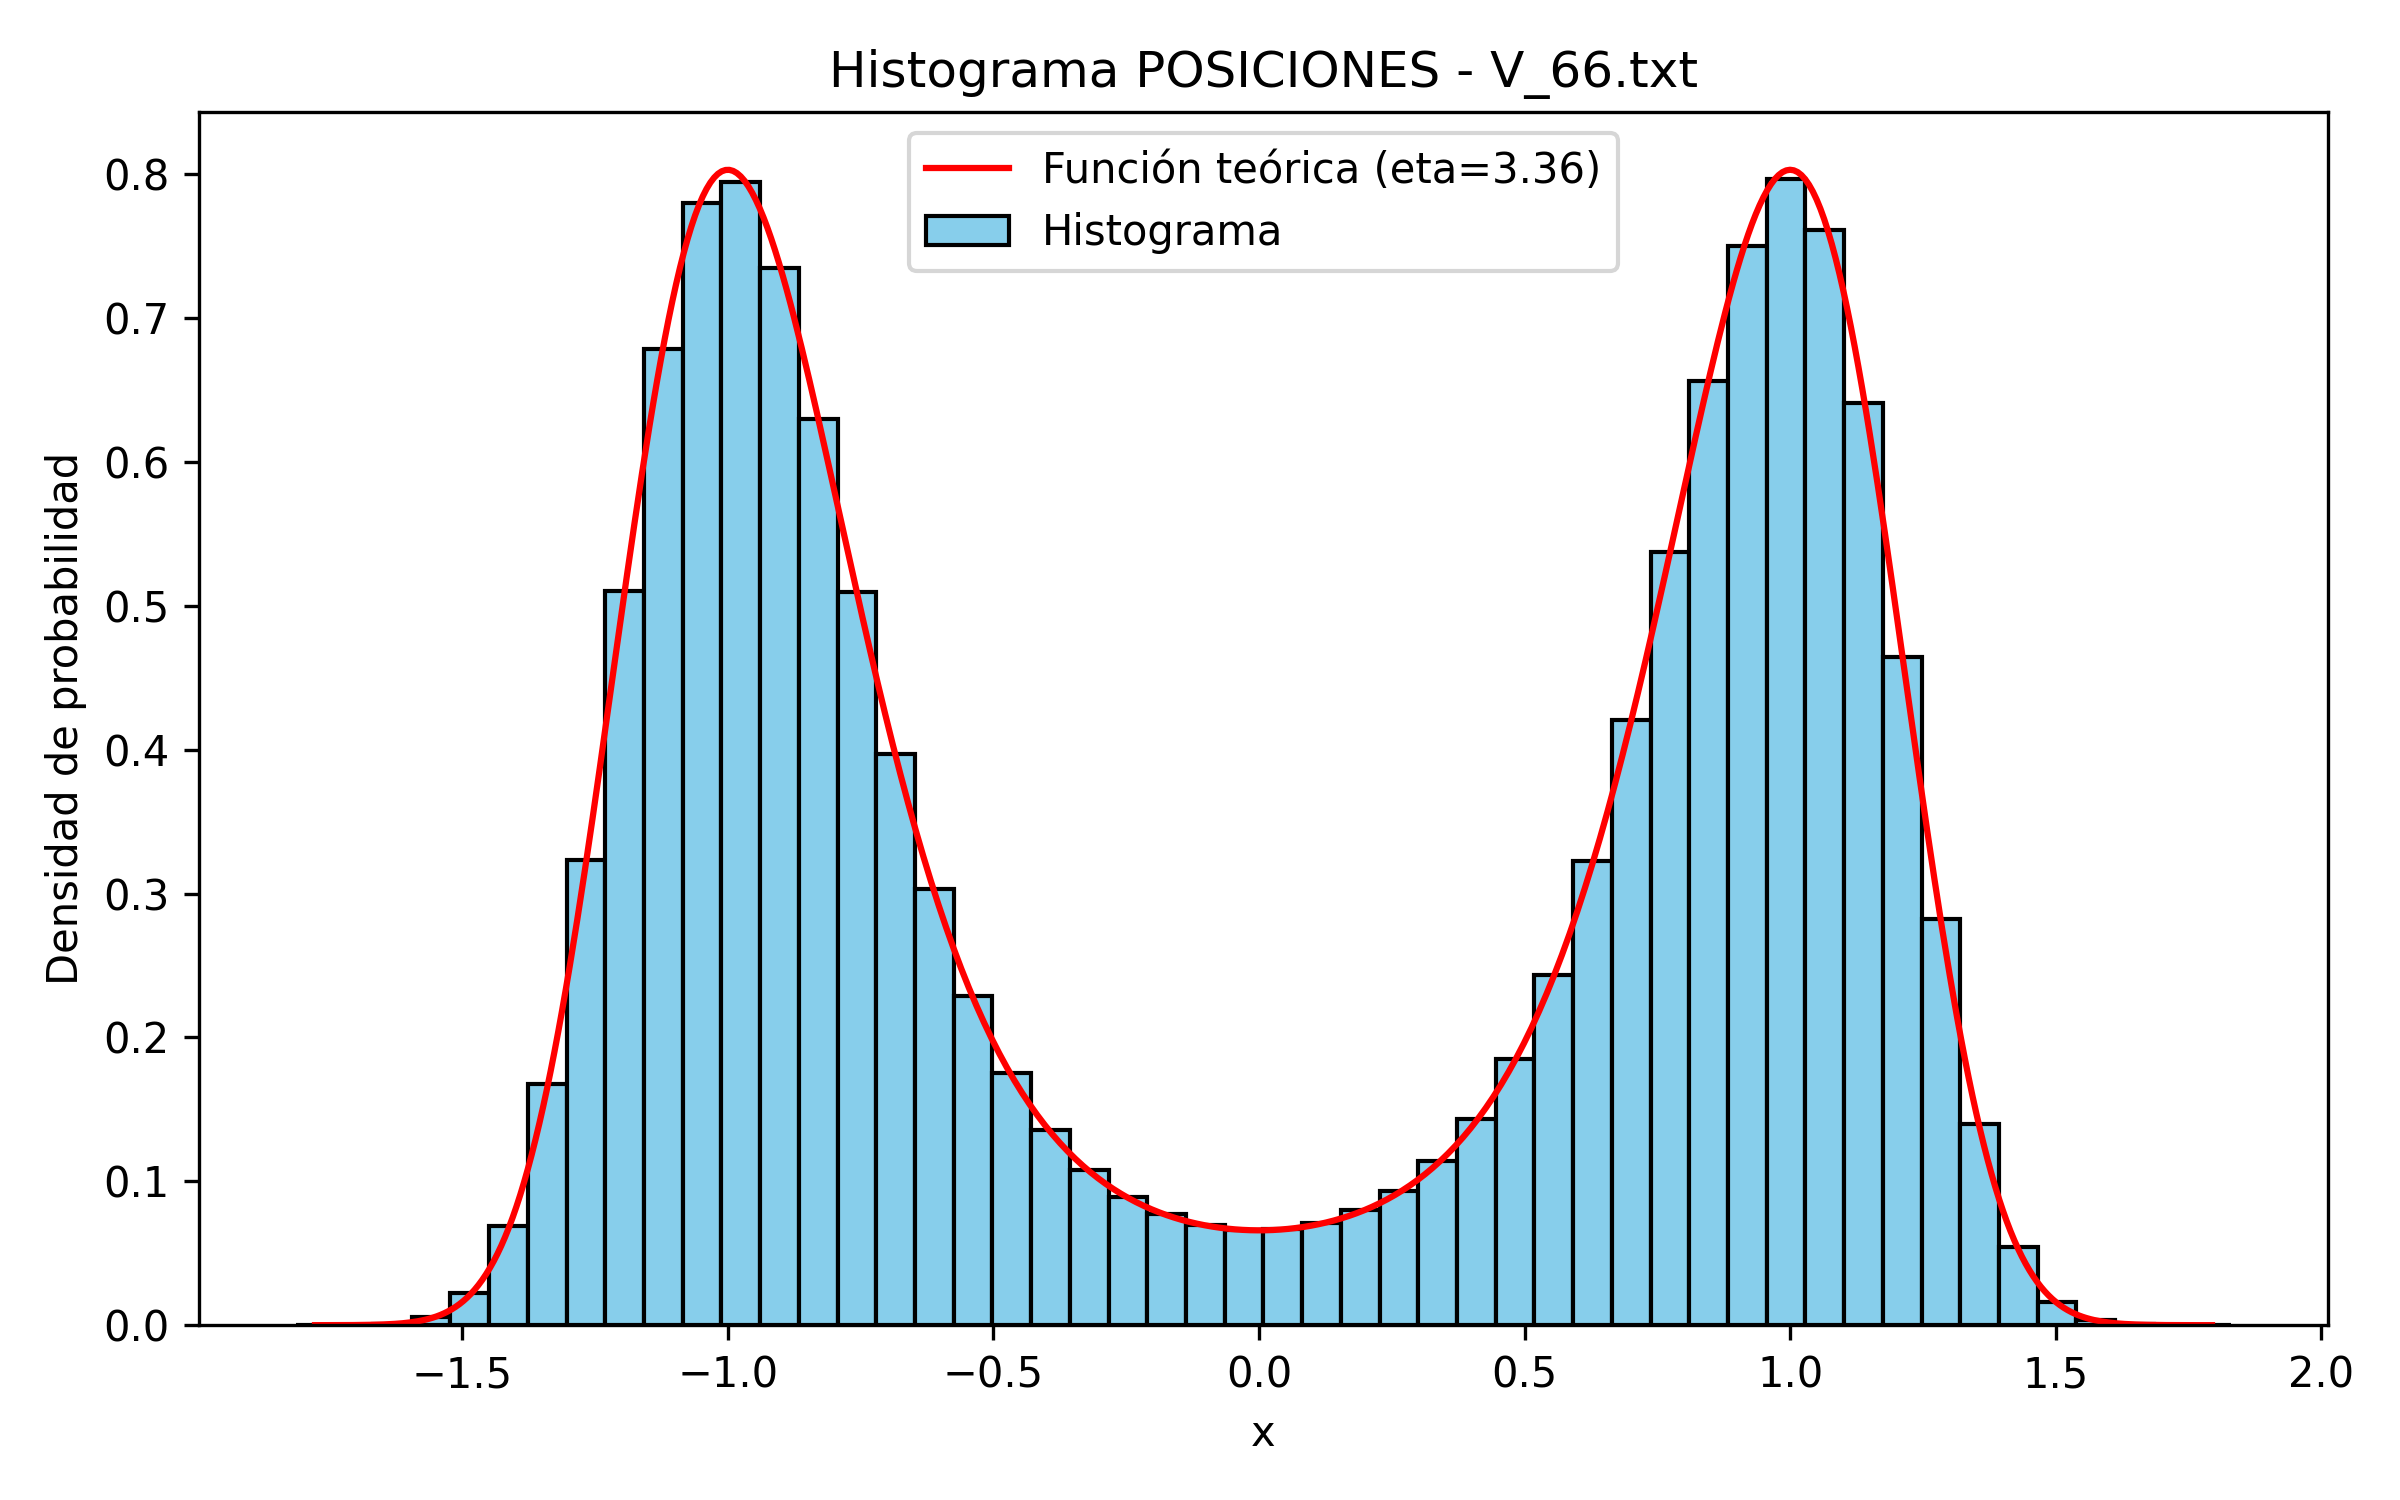 Histograma POSICIONES - V_66.txt
Función teórica (eta=3.36)
Histograma
Densidad de probabilidad
0.8
0.7
0.6
0.5
0.4
0.3
0.2
0.1
0.0
−1.5 −1.0 −0.5 0.0 0.5 1.0 1.5 2.0
x